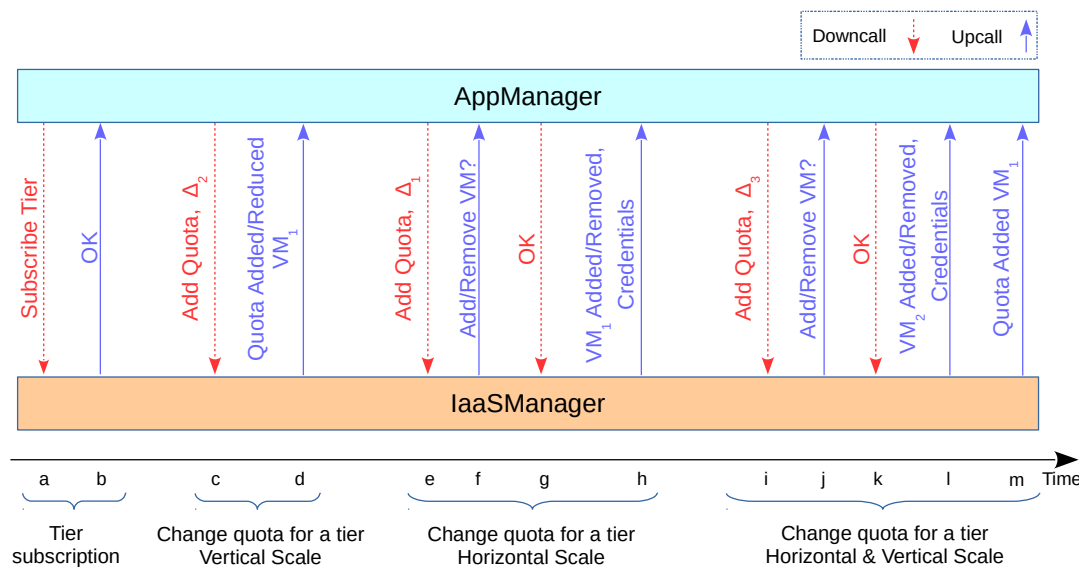 Downcall
Upcall
AppManager
Subscribe Tier
OK
Add Quota, Δ₂
Quota Added/Reduced
VM₁
Add Quota, Δ₁
Add/Remove VM?
OK
VM₁ Added/Removed,
Credentials
Add Quota, Δ₃
Add/Remove VM?
OK
VM₂ Added/Removed,
Credentials
Quota Added VM₁
IaaSManager
a b c d e f g h i j k l m Time
Tier
subscription
Change quota for a tier
Vertical Scale
Change quota for a tier
Horizontal Scale
Change quota for a tier
Horizontal & Vertical Scale